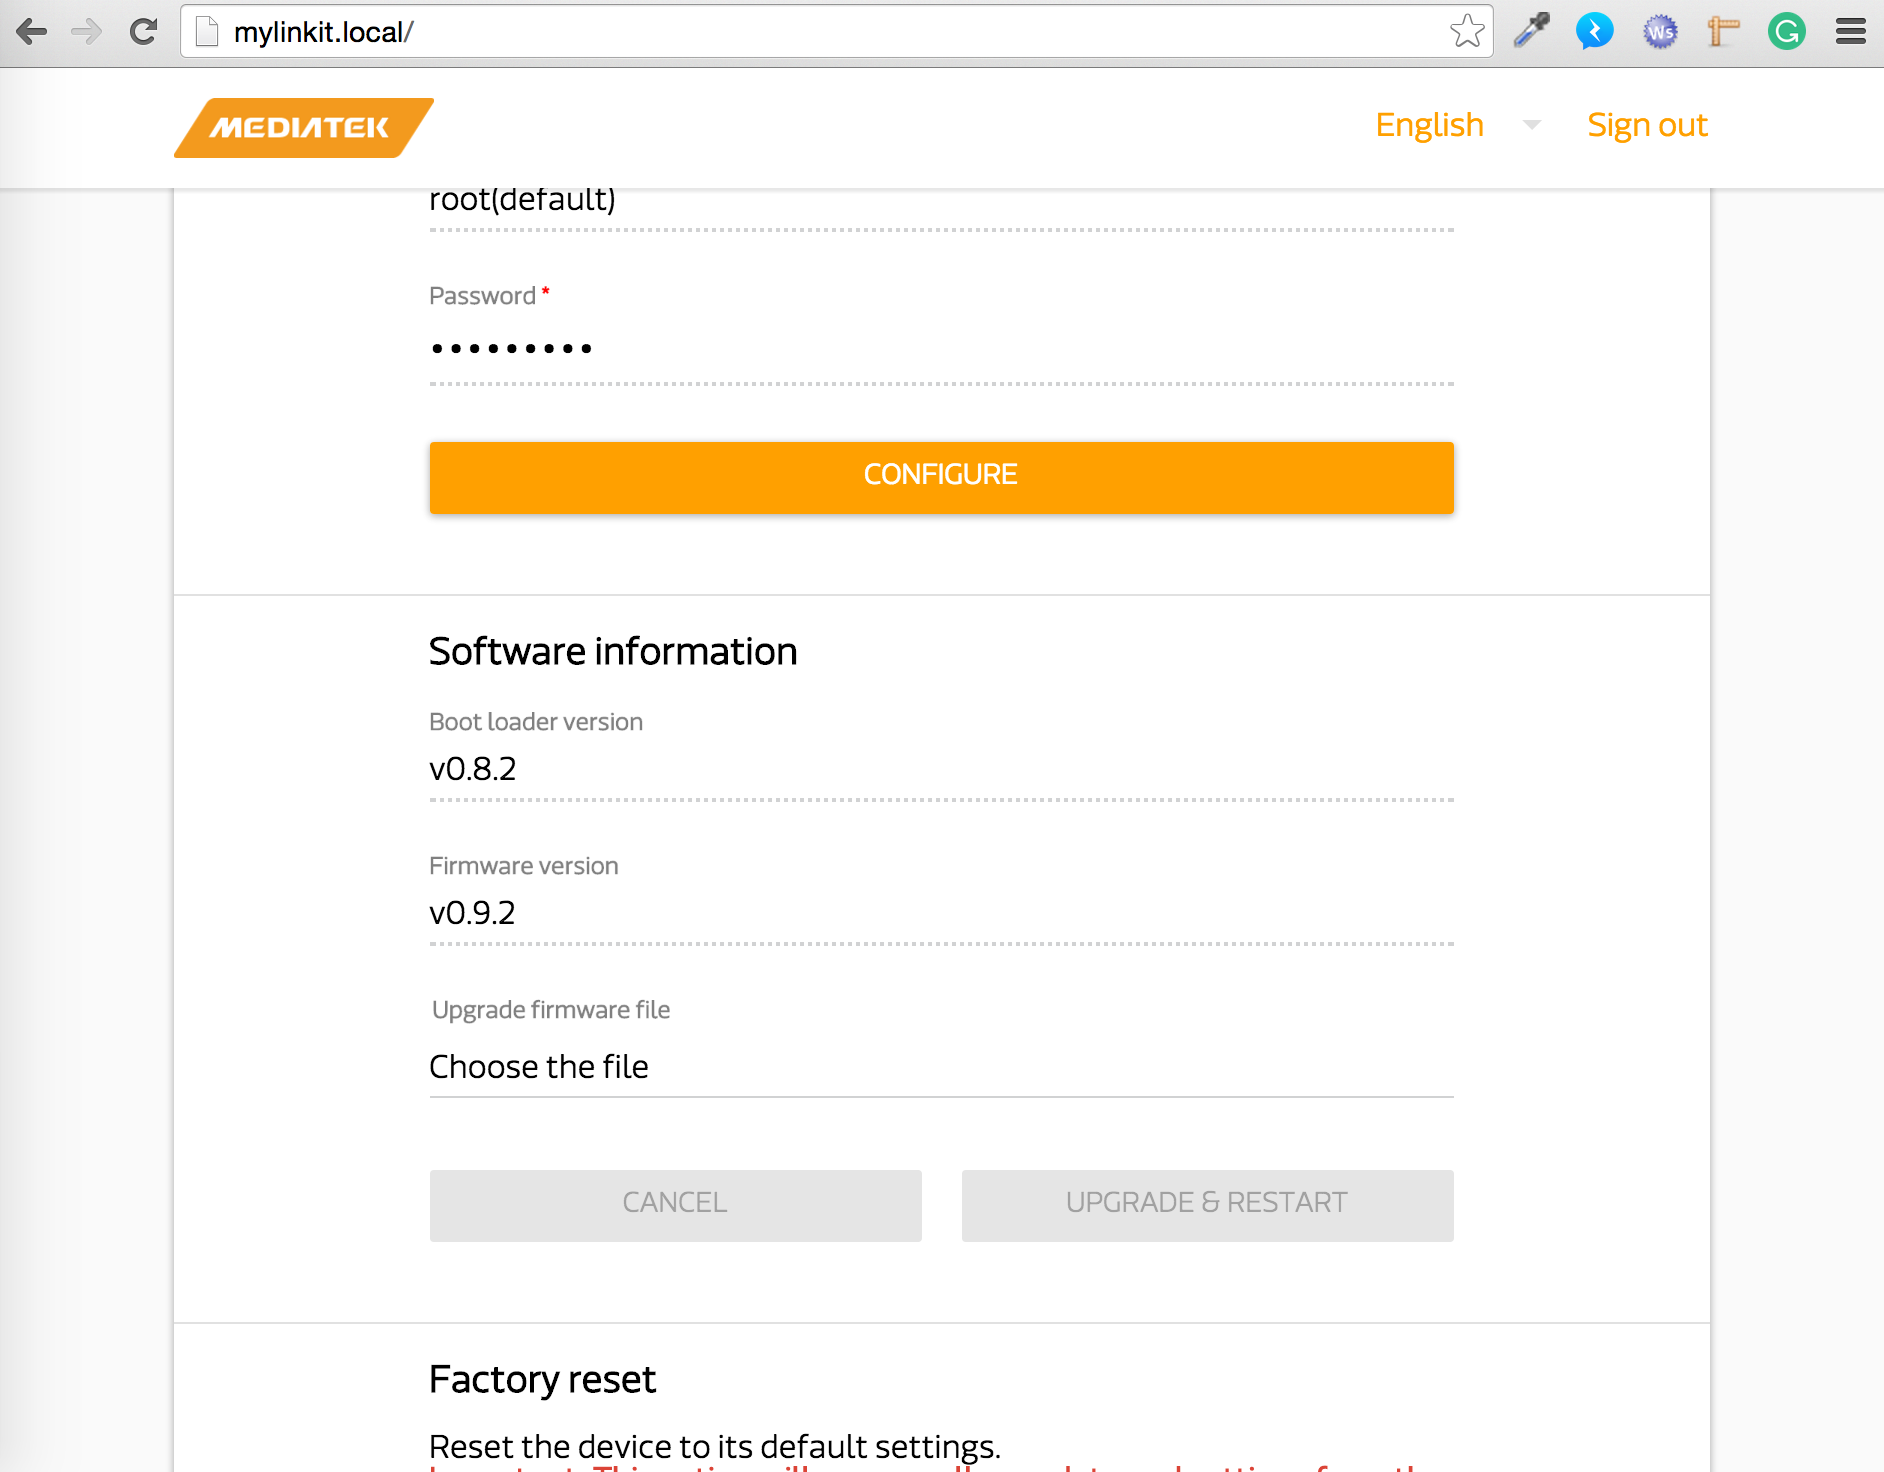 mylinkit.local/
MEDIATEK
English
Sign out
root(default)
Password *
•••••••••
CONFIGURE
Software information
Boot loader version
v0.8.2
Firmware version
v0.9.2
Upgrade firmware file
Choose the file
CANCEL
UPGRADE & RESTART
Factory reset
Reset the device to its default settings.